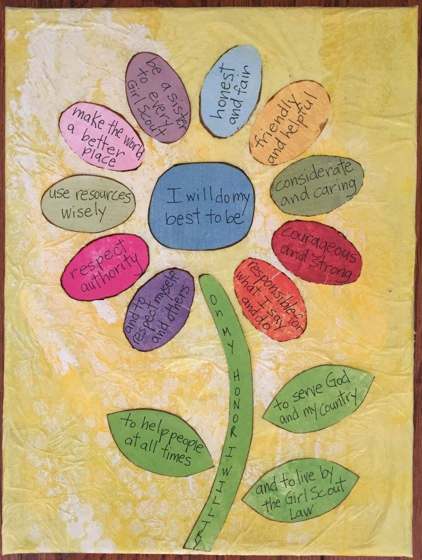 I will do my
best to be
honest
and fair
friendly
and helpful
considerate
and caring
courageous
and strong
responsible for
what I say
and do
and to
respect myself
and others
respect
authority
use resources
wisely
make the world
a better
place
be a sister
to every
Girl Scout
On MY HONOR I WILL TRY
to serve God
and my country
to help people
at all times
and to live by
the Girl Scout
Law